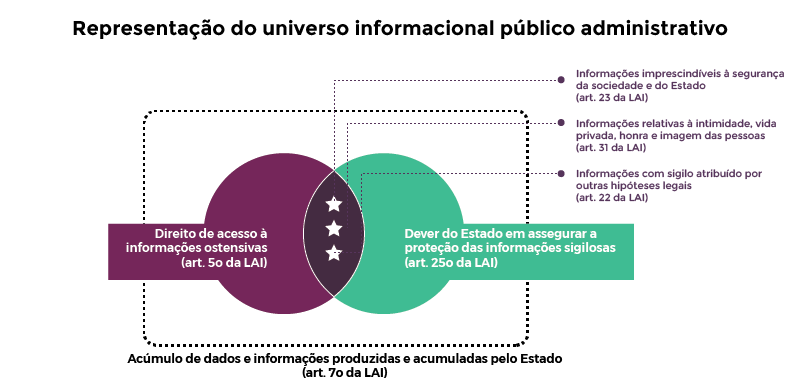 Representação do universo informacional público administrativo
Informações imprescindíveis à segurança
da sociedade e do Estado
(art. 23 da LAI)
Informações relativas à intimidade, vida
privada, honra e imagem das pessoas
(art. 31 da LAI)
Informações com sigilo atribuído por
outras hipóteses legais
(art. 22 da LAI)
Direito de acesso à
informações ostensivas
(art. 5o da LAI)
Dever do Estado em assegurar a
proteção das informações sigilosas
(art. 25o da LAI)
Acúmulo de dados e informações produzidas e acumuladas pelo Estado
(art. 7o da LAI)